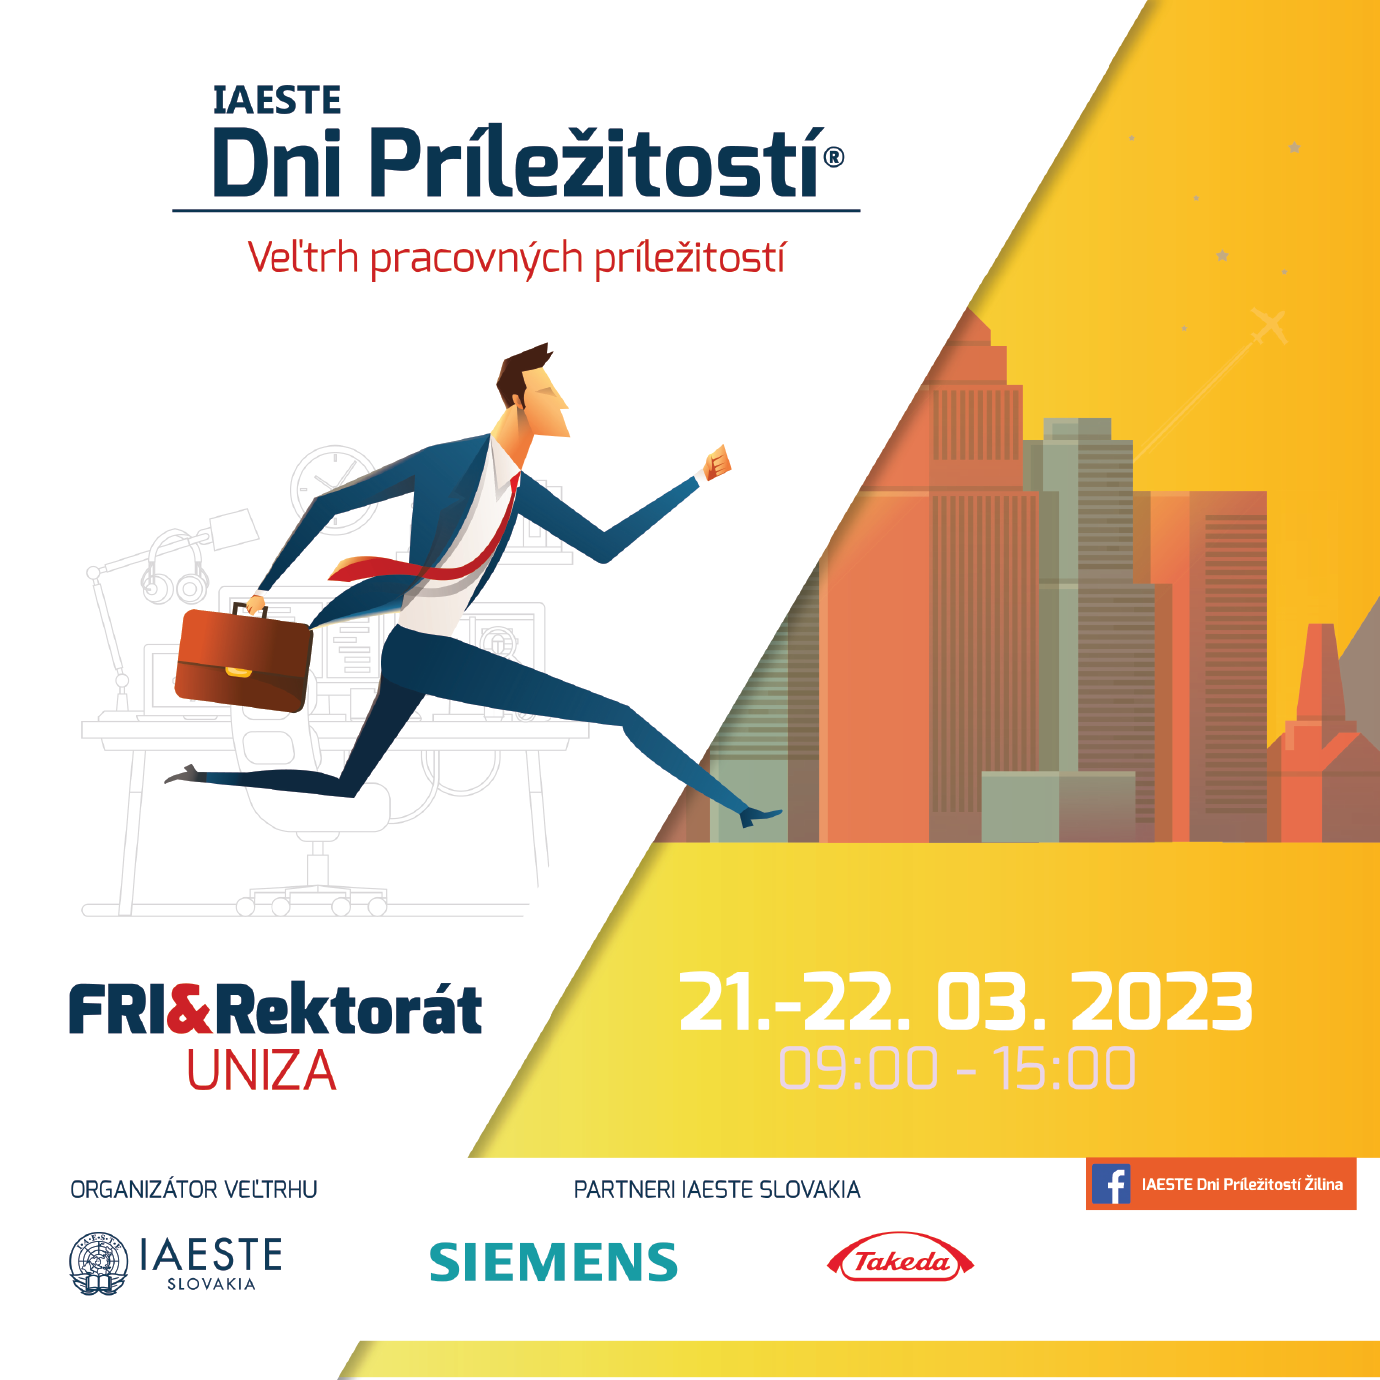 IAESTE
Dni Príležitostí®
Veľtrh pracovných príležitostí
FRI&Rektorát
UNIZA
21.-22. 03. 2023
09:00 - 15:00
ORGANIZÁTOR VEĽTRHU
PARTNERI IAESTE SLOVAKIA
f IAESTE Dni Príležitostí Žilina
I.A.E.S.T.E
IAESTE
SLOVAKIA
SIEMENS
Takeda